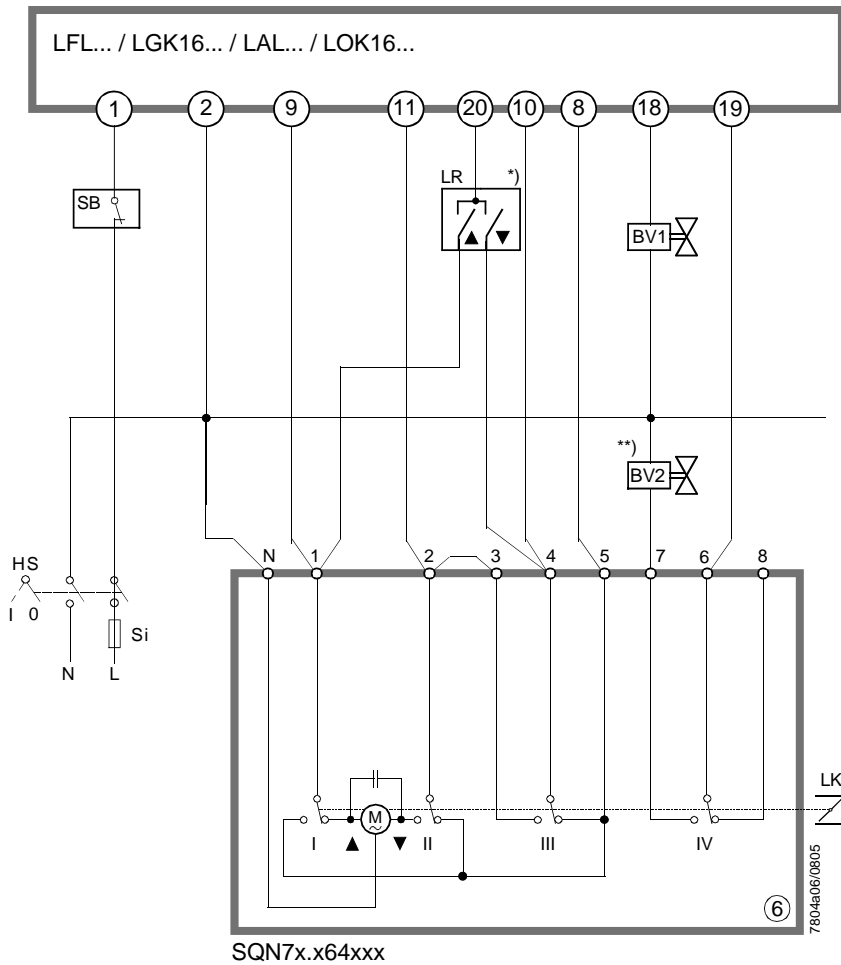 LFL... / LGK16... / LAL... / LOK16...
1 2 9 11 20 10 8 18 19
LR *)
SB
BV1
**)
BV2
HS
I 0
Si
N L
N 1 2 3 4 5 7 6 8
LK
M
~
I ▲ ▼ II III IV
6
7804a06/0805
SQN7x.x64xxx